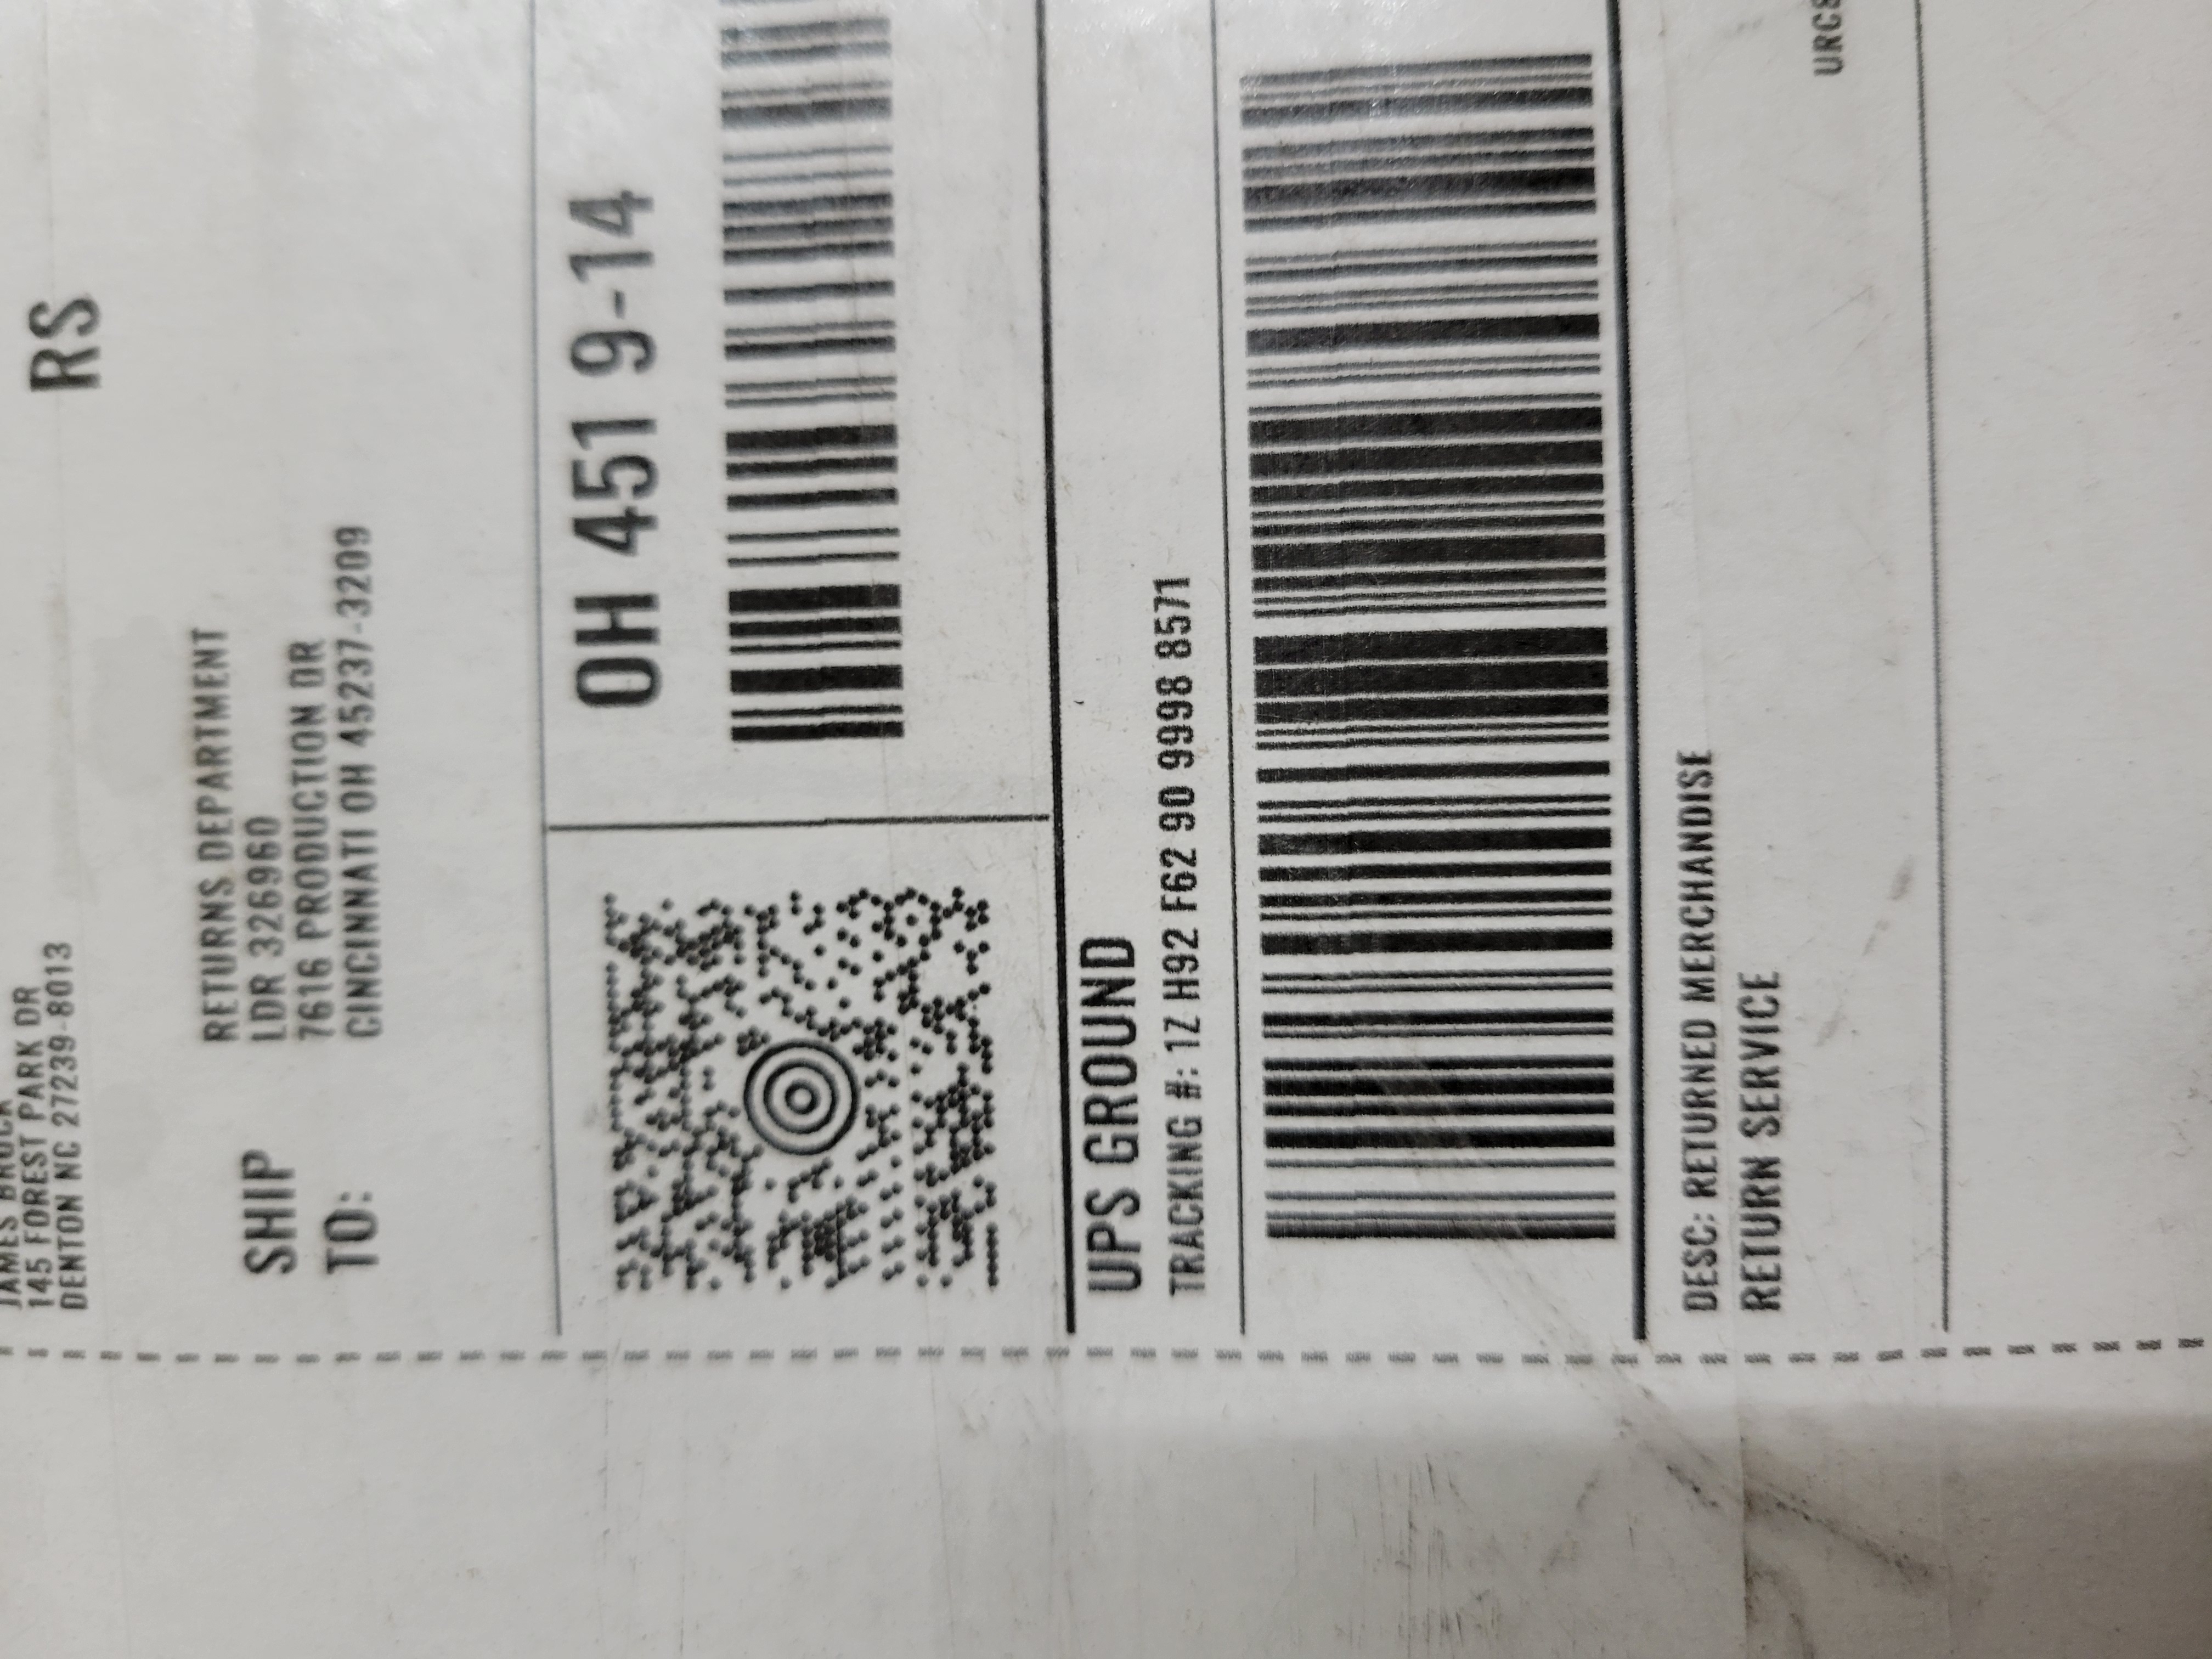 JAMES
145 FOREST PARK DR
DENTON NC 27239-8013
RS
SHIP
TO:
RETURNS DEPARTMENT
LDR 326960
7616 PRODUCTION DR
CINCINNATI OH 45237-3209
OH 451 9-14
UPS GROUND
TRACKING #: 1Z H92 F62 90 9998 8571
DESC: RETURNED MERCHANDISE
RETURN SERVICE